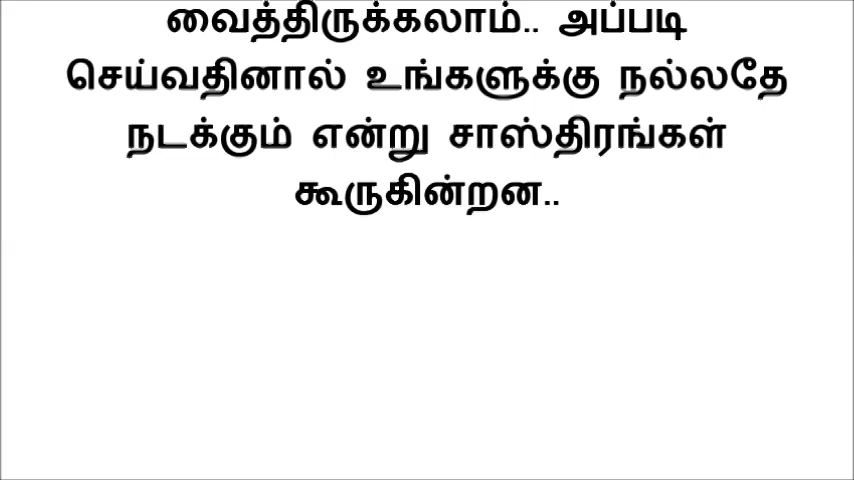 வைத்திருக்கலாம்.. அப்படி
செய்வதினால் உங்களுக்கு நல்லதே
நடக்கும் என்று சாஸ்திரங்கள்
கூருகின்றன..